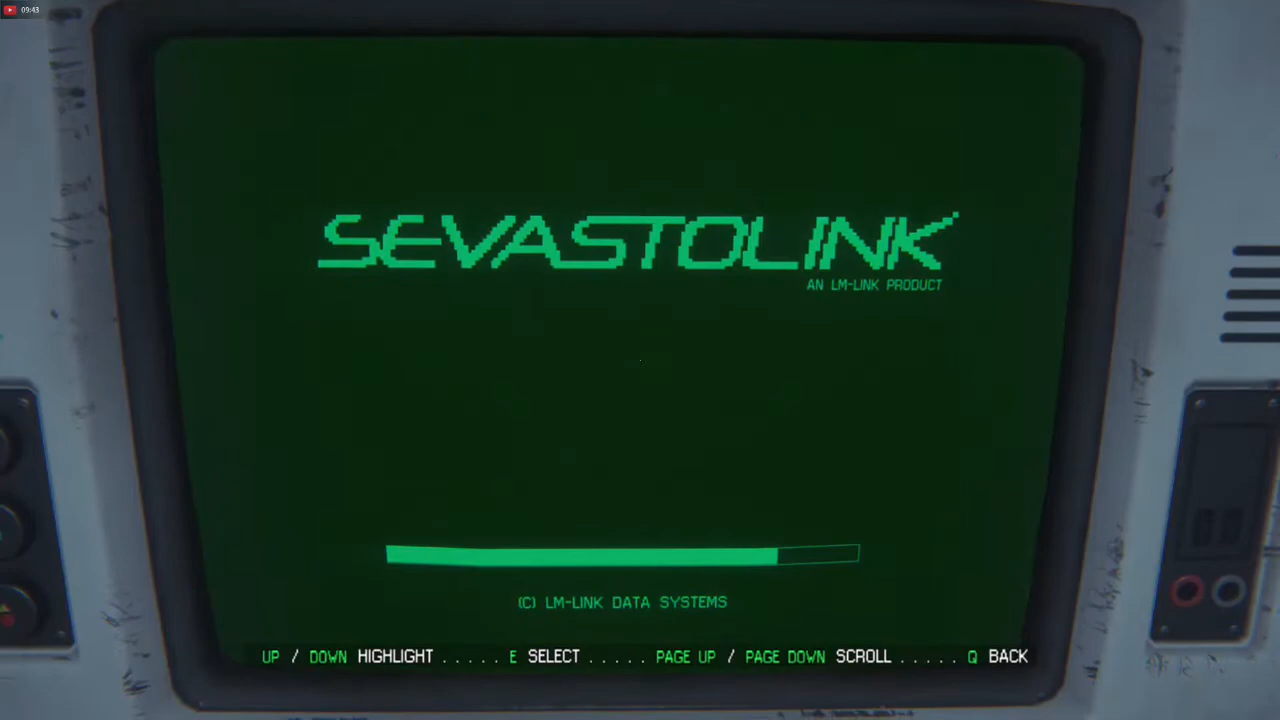 09:43
SEVASTOLINK
AN LM-LINK PRODUCT
(C) LM-LINK DATA SYSTEMS
UP / DOWN HIGHLIGHT ..... E SELECT ..... PAGE UP / PAGE DOWN SCROLL ..... Q BACK